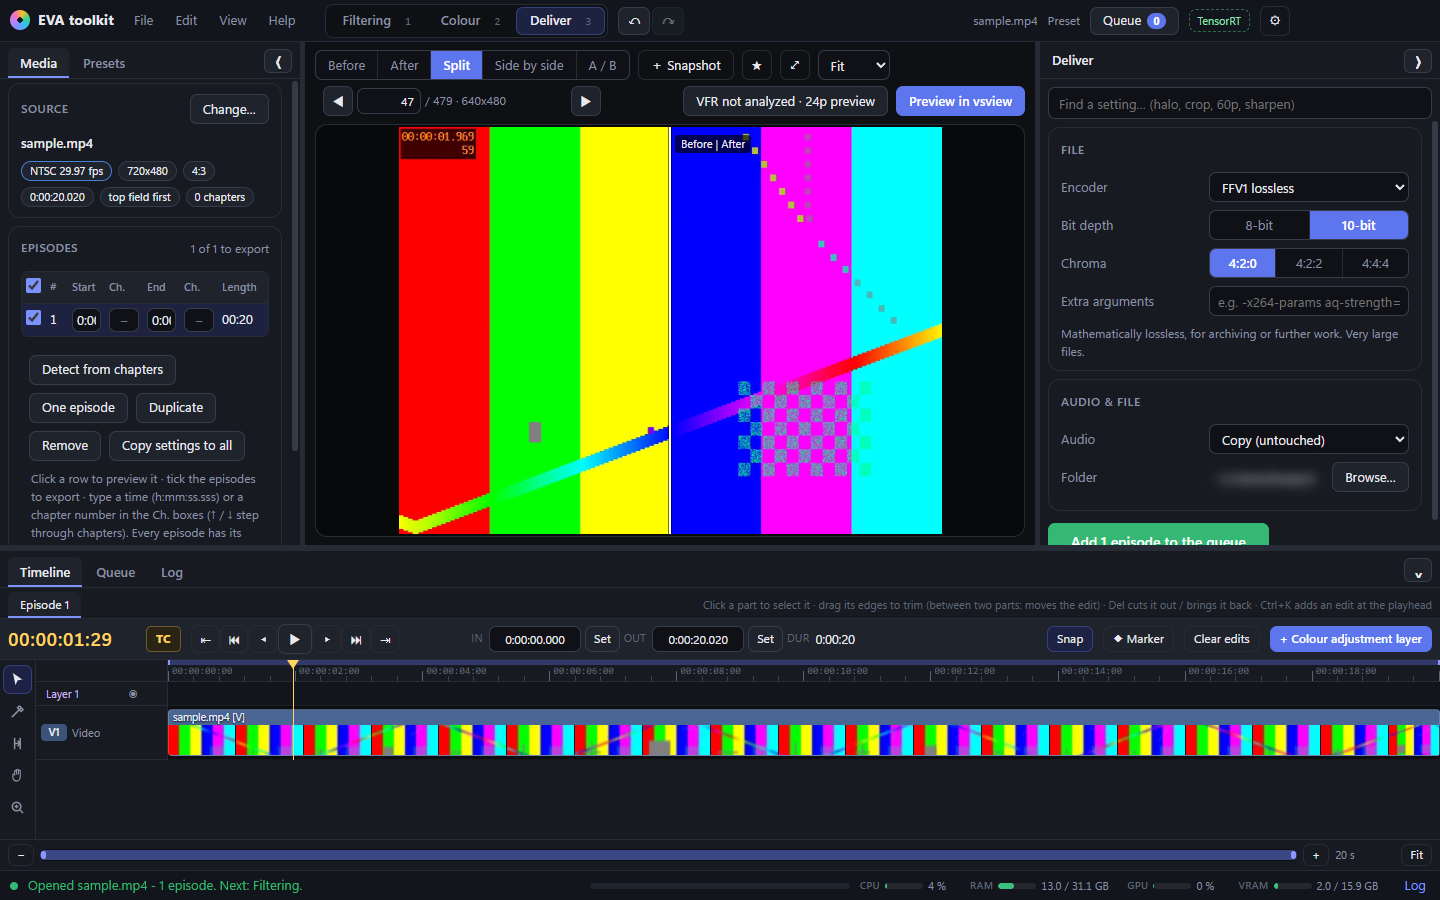 EVA toolkit File Edit View Help Filtering 1 Colour 2 Deliver 3 sample.mp4 Preset Queue 0 TensorRT
Media Presets
SOURCE Change...
sample.mp4
NTSC 29.97 fps 720x480 4:3
0:00:20.020 top field first 0 chapters
EPISODES 1 of 1 to export
# Start Ch. End Ch. Length
1 0:0 – 0:0 – 00:20
Detect from chapters
One episode Duplicate
Remove Copy settings to all
Click a row to preview it · tick the episodes
to export · type a time (h:mm:ss.sss) or a
chapter number in the Ch. boxes (↑ / ↓ step
through chapters). Every episode has its
Before After Split Side by side A / B + Snapshot Fit
47 / 479 · 640x480 VFR not analyzed · 24p preview Preview in vsview
00:00:01.969
59
Before | After
Deliver
Find a setting... (halo, crop, 60p, sharpen)
FILE
Encoder FFV1 lossless
Bit depth 8-bit 10-bit
Chroma 4:2:0 4:2:2 4:4:4
Extra arguments e.g. -x264-params aq-strength=
Mathematically lossless, for archiving or further work. Very large
files.
AUDIO & FILE
Audio Copy (untouched)
Folder Browse...
Add 1 episode to the queue
Timeline Queue Log
Episode 1 Click a part to select it · drag its edges to trim (between two parts: moves the edit) · Del cuts it out / brings it back · Ctrl+K adds an edit at the playhead
00:00:01:29 TC IN 0:00:00.000 Set OUT 0:00:20.020 Set DUR 0:00:20 Snap ◆ Marker Clear edits + Colour adjustment layer
00:00:00:00 00:00:02:00 00:00:04:00 00:00:06:00 00:00:08:00 00:00:10:00 00:00:12:00 00:00:14:00 00:00:16:00 00:00:18:00
Layer 1
sample.mp4 [V]
V1 Video
− + 20 s Fit
Opened sample.mp4 - 1 episode. Next: Filtering. CPU 4 % RAM 13.0 / 31.1 GB GPU 0 % VRAM 2.0 / 15.9 GB Log